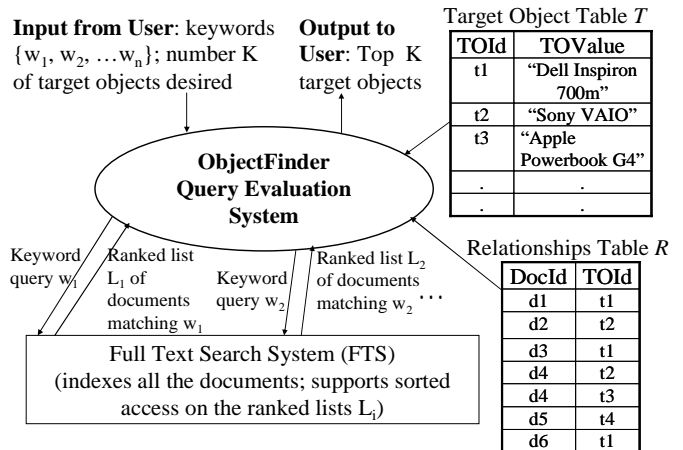 Input from User: keywords
{w1, w2, …wn}; number K
of target objects desired
Output to
User: Top K
target objects
Target Object Table T
TOId TOValue
t1 "Dell Inspiron
700m"
t2 "Sony VAIO"
t3 "Apple
Powerbook G4"
. .
. .
ObjectFinder
Query Evaluation
System
Keyword
query w1
Ranked list
L1 of
documents
matching w1
Keyword
query w2
Ranked list L2
of documents
matching w2 …
Full Text Search System (FTS)
(indexes all the documents; supports sorted
access on the ranked lists Li)
Relationships Table R
DocId TOId
d1 t1
d2 t2
d3 t1
d4 t2
d4 t3
d5 t4
d6 t1